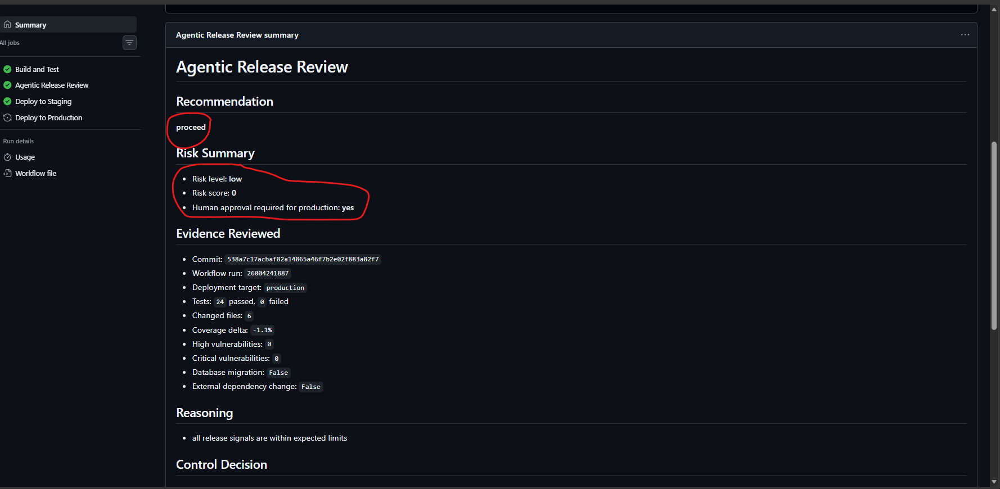 Summary
All jobs
Build and Test
Agentic Release Review
Deploy to Staging
Deploy to Production
Run details
Usage
Workflow file
Agentic Release Review summary
Agentic Release Review
Recommendation
proceed
Risk Summary
Risk level: low
Risk score: 0
Human approval required for production: yes
Evidence Reviewed
Commit: 538a7c17acbaf82a14865a46f7b2e02f883a82f7
Workflow run: 26004241887
Deployment target: production
Tests: 24 passed, 0 failed
Changed files: 6
Coverage delta: -1.1%
High vulnerabilities: 0
Critical vulnerabilities: 0
Database migration: False
External dependency change: False
Reasoning
all release signals are within expected limits
Control Decision